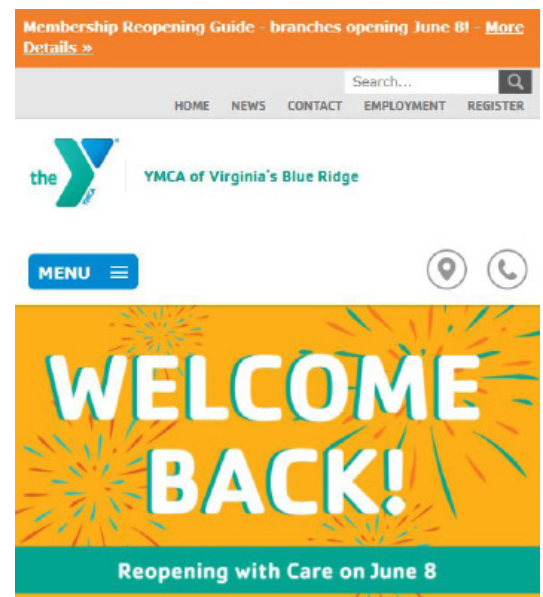 Membership Reopening Guide - branches opening June 8! - More
Details »
Search...
HOME NEWS CONTACT EMPLOYMENT REGISTER
the Y YMCA of Virginia's Blue Ridge
YMCA
MENU
WELCOME
BACK!
Reopening with Care on June 8